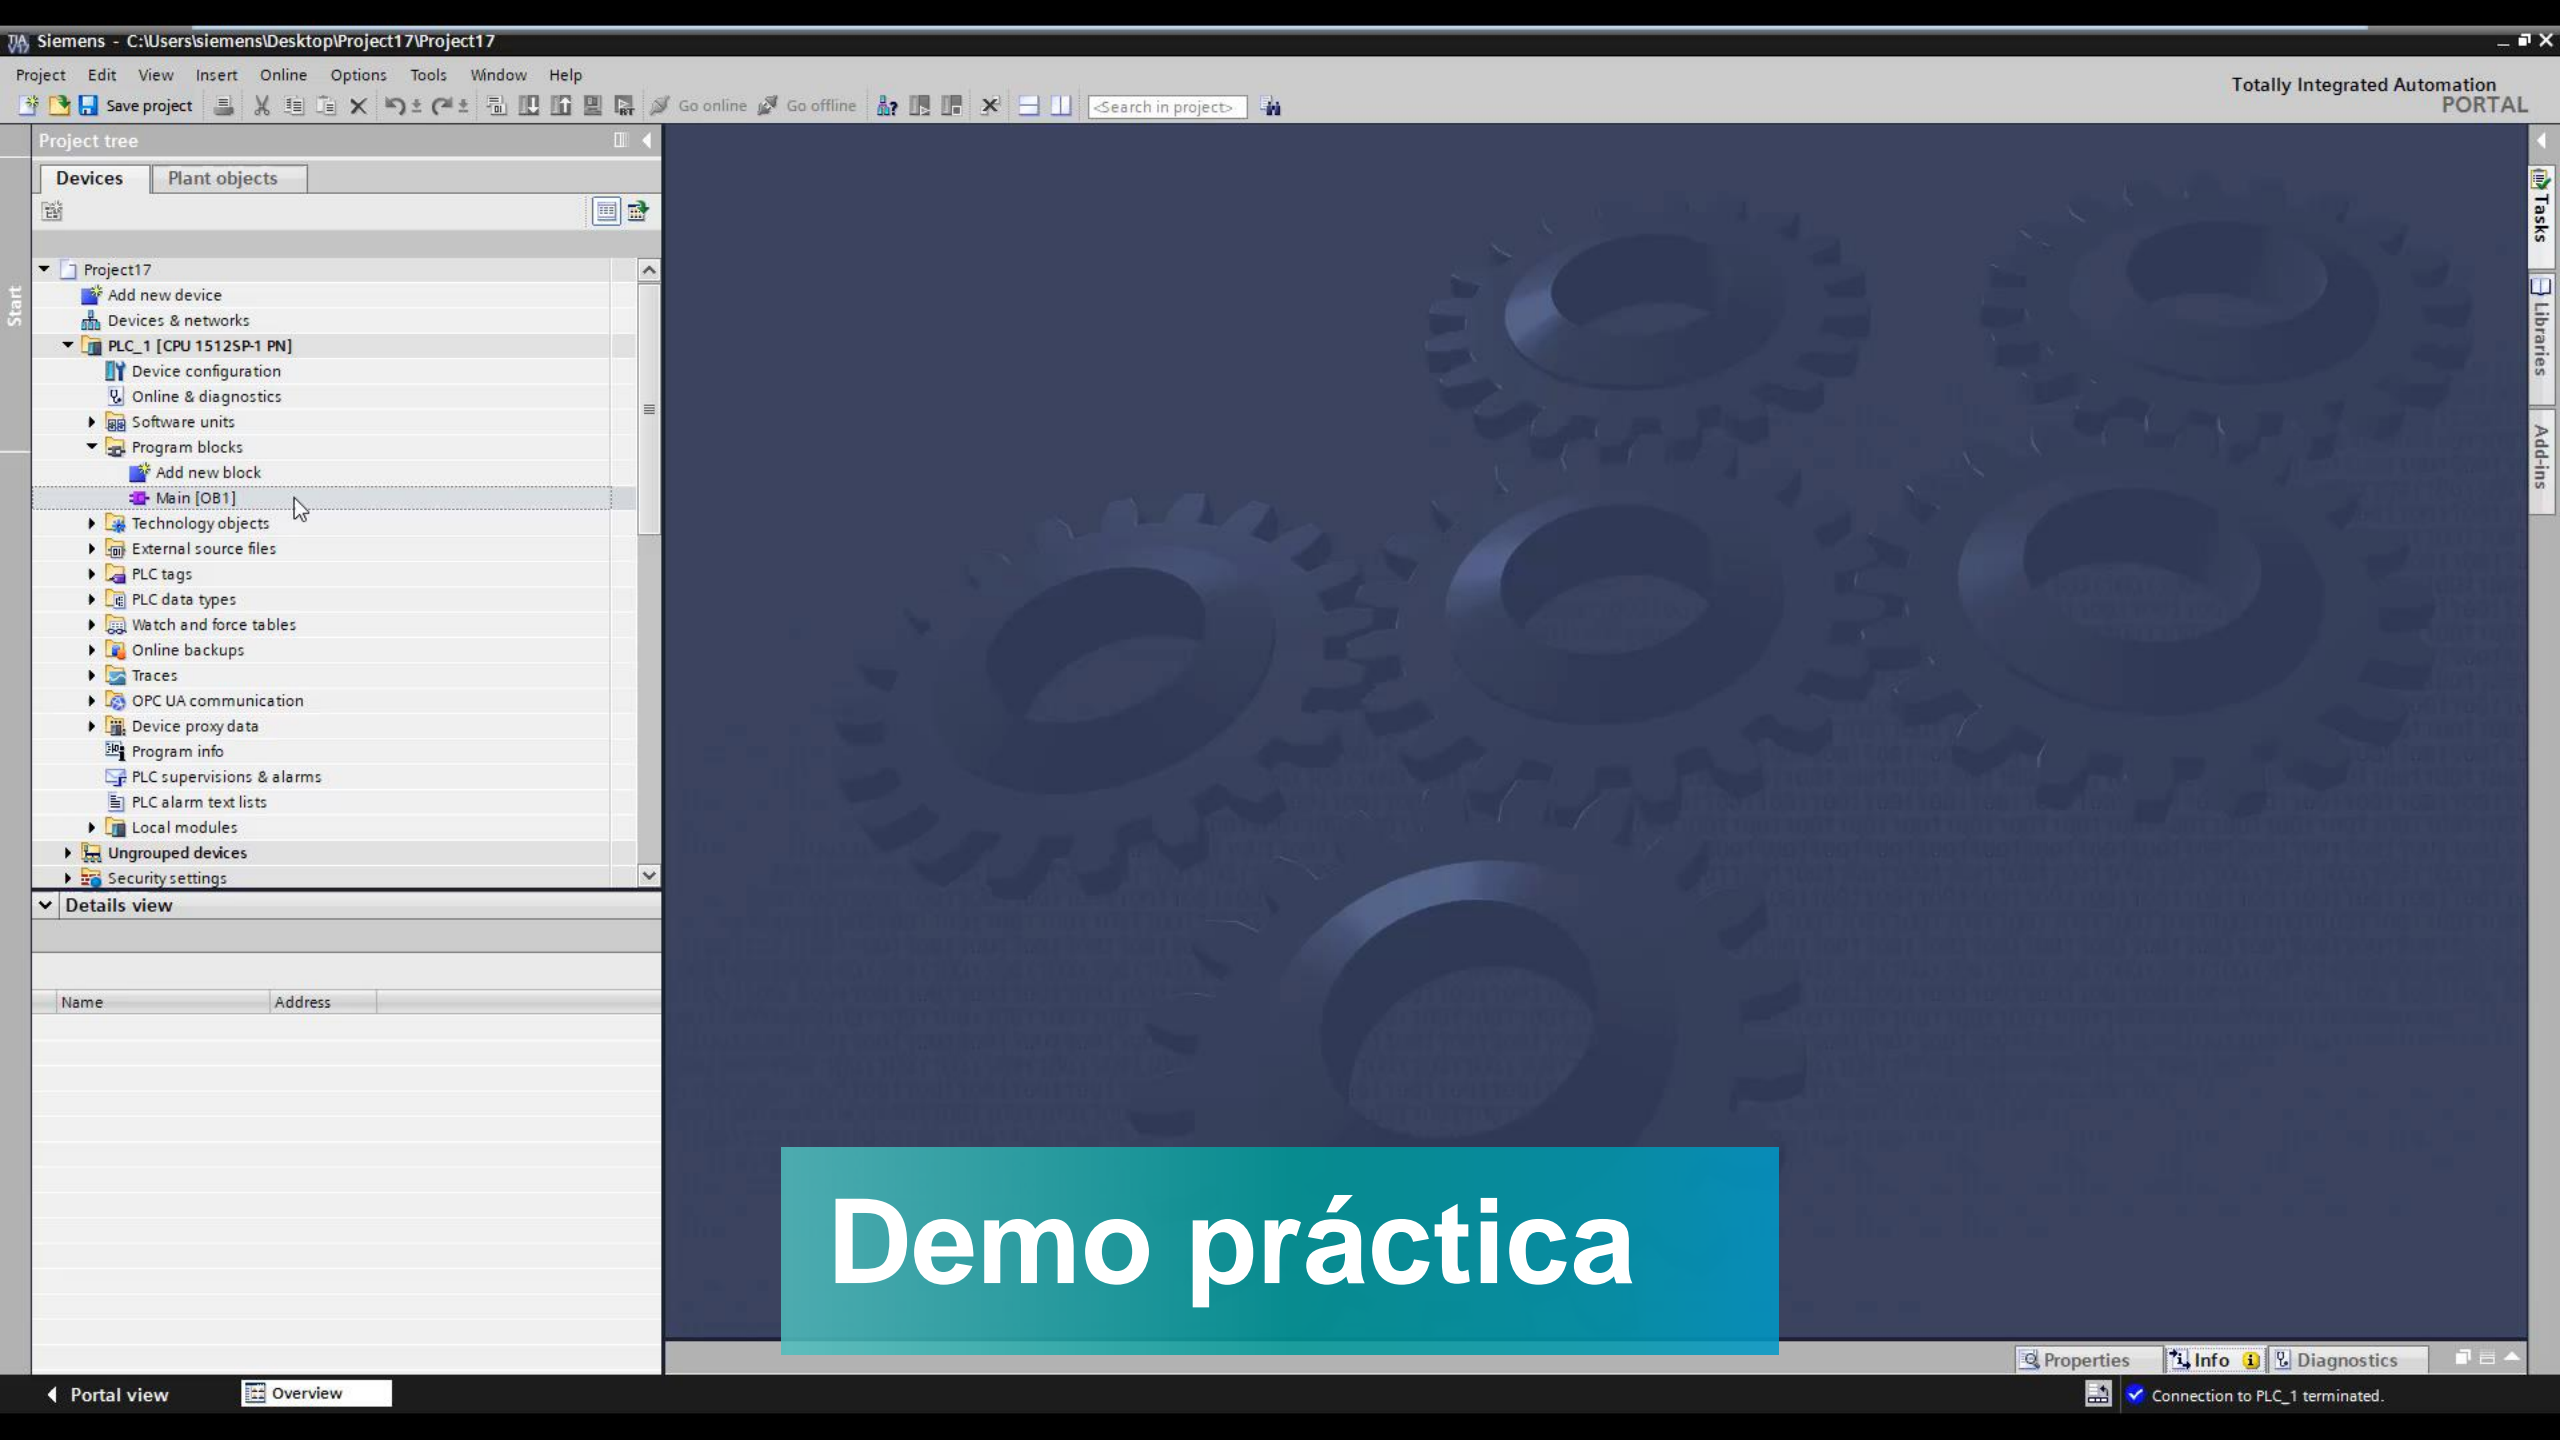 Siemens - C:\Users\siemens\Desktop\Project17\Project17
Project Edit View Insert Online Options Tools Window Help
Totally Integrated Automation
PORTAL
Save project Go online Go offline <Search in project>
Project tree
Devices Plant objects
Start
Project17
Add new device
Devices & networks
PLC_1 [CPU 1512SP-1 PN]
Device configuration
Online & diagnostics
Software units
Program blocks
Add new block
Main [OB1]
Technology objects
External source files
PLC tags
PLC data types
Watch and force tables
Online backups
Traces
OPC UA communication
Device proxy data
Program info
PLC supervisions & alarms
PLC alarm text lists
Local modules
Ungrouped devices
Security settings
Details view
Name Address
Tasks
Libraries
Add-ins
Demo práctica
Properties Info Diagnostics
Portal view Overview
Connection to PLC_1 terminated.